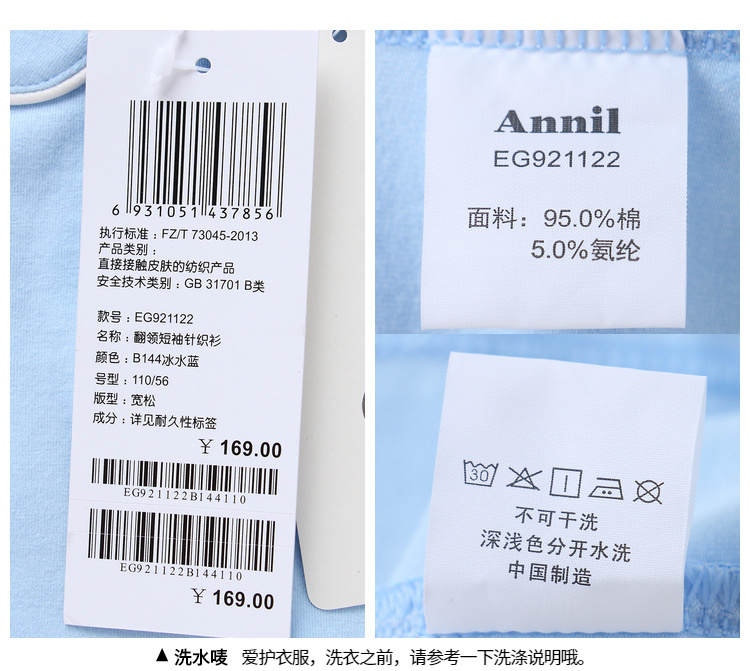 6 931051 437856
执行标准：FZ/T 73045-2013
产品类别：
直接接触皮肤的纺织产品
安全技术类别：GB 31701 B类
款号：EG921122
名称：翻领短袖针织衫
颜色：B144冰水蓝
号型：110/56
版型：宽松
成分：详见耐久性标签
￥ 169.00
EG921122B144110
EG921122B144110
￥ 169.00
Annil
EG921122
面料：95.0%棉
5.0%氨纶
30
不可干洗
深浅色分开水洗
中国制造
▲ 洗水唛 爱护衣服，洗衣之前，请参考一下洗涤说明哦。